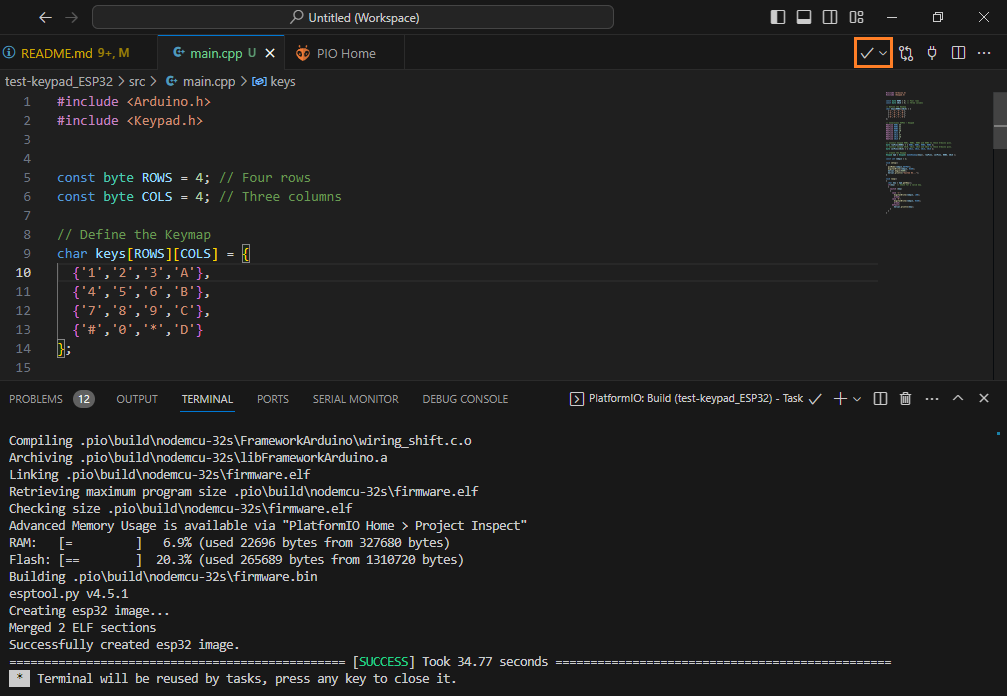 Untitled (Workspace)
README.md 9+, M
main.cpp U
PIO Home
test-keypad_ESP32 > src > main.cpp > keys
1 #include <Arduino.h>
2 #include <Keypad.h>
3
4
5 const byte ROWS = 4; // Four rows
6 const byte COLS = 4; // Three columns
7
8 // Define the Keymap
9 char keys[ROWS][COLS] = {
10 {'1','2','3','A'},
11 {'4','5','6','B'},
12 {'7','8','9','C'},
13 {'#','0','*','D'}
14 };
15
PROBLEMS 12 OUTPUT TERMINAL PORTS SERIAL MONITOR DEBUG CONSOLE PlatformIO: Build (test-keypad_ESP32) - Task
Compiling .pio\build\nodemcu-32s\FrameworkArduino\wiring_shift.c.o
Archiving .pio\build\nodemcu-32s\libFrameworkArduino.a
Linking .pio\build\nodemcu-32s\firmware.elf
Retrieving maximum program size .pio\build\nodemcu-32s\firmware.elf
Checking size .pio\build\nodemcu-32s\firmware.elf
Advanced Memory Usage is available via "PlatformIO Home > Project Inspect"
RAM:   [=         ]   6.9% (used 22696 bytes from 327680 bytes)
Flash: [==        ]  20.3% (used 265689 bytes from 1310720 bytes)
Building .pio\build\nodemcu-32s\firmware.bin
esptool.py v4.5.1
Creating esp32 image...
Merged 2 ELF sections
Successfully created esp32 image.
================================================ [SUCCESS] Took 34.77 seconds ================================================
* Terminal will be reused by tasks, press any key to close it.